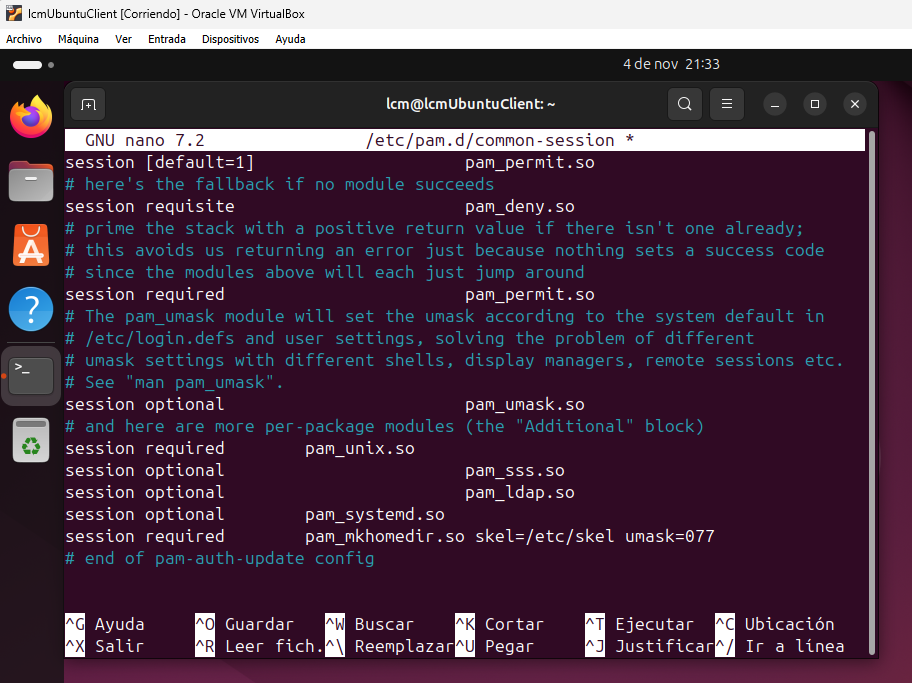 lcmUbuntuClient [Corriendo] - Oracle VM VirtualBox
Archivo Máquina Ver Entrada Dispositivos Ayuda
4 de nov 21:33
lcm@lcmUbuntuClient: ~
GNU nano 7.2 /etc/pam.d/common-session *
session [default=1] pam_permit.so
# here's the fallback if no module succeeds
session requisite pam_deny.so
# prime the stack with a positive return value if there isn't one already;
# this avoids us returning an error just because nothing sets a success code
# since the modules above will each just jump around
session required pam_permit.so
# The pam_umask module will set the umask according to the system default in
# /etc/login.defs and user settings, solving the problem of different
# umask settings with different shells, display managers, remote sessions etc.
# See "man pam_umask".
session optional pam_umask.so
# and here are more per-package modules (the "Additional" block)
session required pam_unix.so
session optional pam_sss.so
session optional pam_ldap.so
session optional pam_systemd.so
session required pam_mkhomedir.so skel=/etc/skel umask=077
# end of pam-auth-update config
^G Ayuda ^O Guardar ^W Buscar ^K Cortar ^T Ejecutar ^C Ubicación
^X Salir ^R Leer fich. ^\ Reemplazar ^U Pegar ^J Justificar ^/ Ir a línea